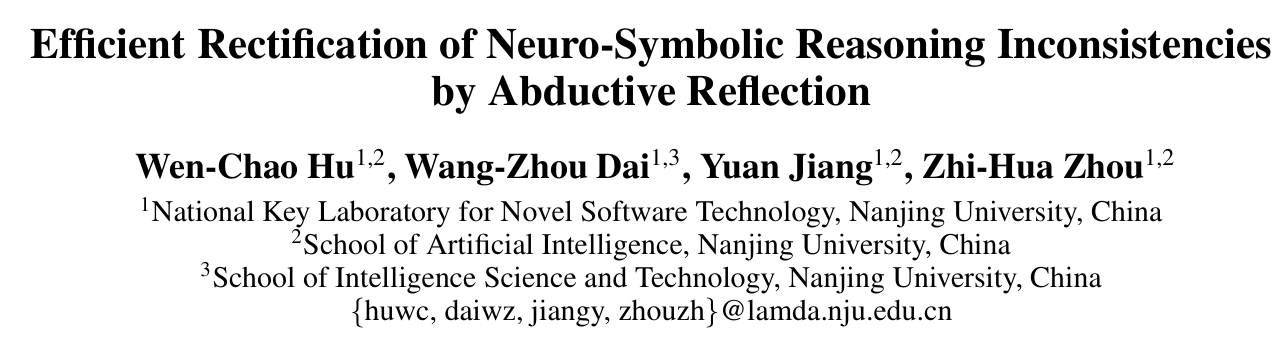 Efficient Rectification of Neuro-Symbolic Reasoning Inconsistencies
by Abductive Reflection
Wen-Chao Hu1,2, Wang-Zhou Dai1,3, Yuan Jiang1,2, Zhi-Hua Zhou1,2
1National Key Laboratory for Novel Software Technology, Nanjing University, China
2School of Artificial Intelligence, Nanjing University, China
3School of Intelligence Science and Technology, Nanjing University, China
{huwc, daiwz, jiangy, zhouzh}@lamda.nju.edu.cn